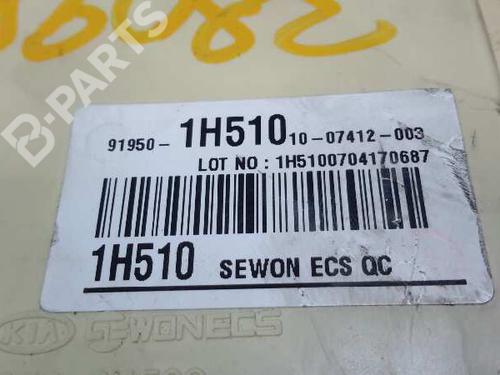 B-PARTS
91950- 1H510 10-07412-003
LOT NO : 1H5100704170687
1H510 SEWON ECS QC
KIA SEWONECS